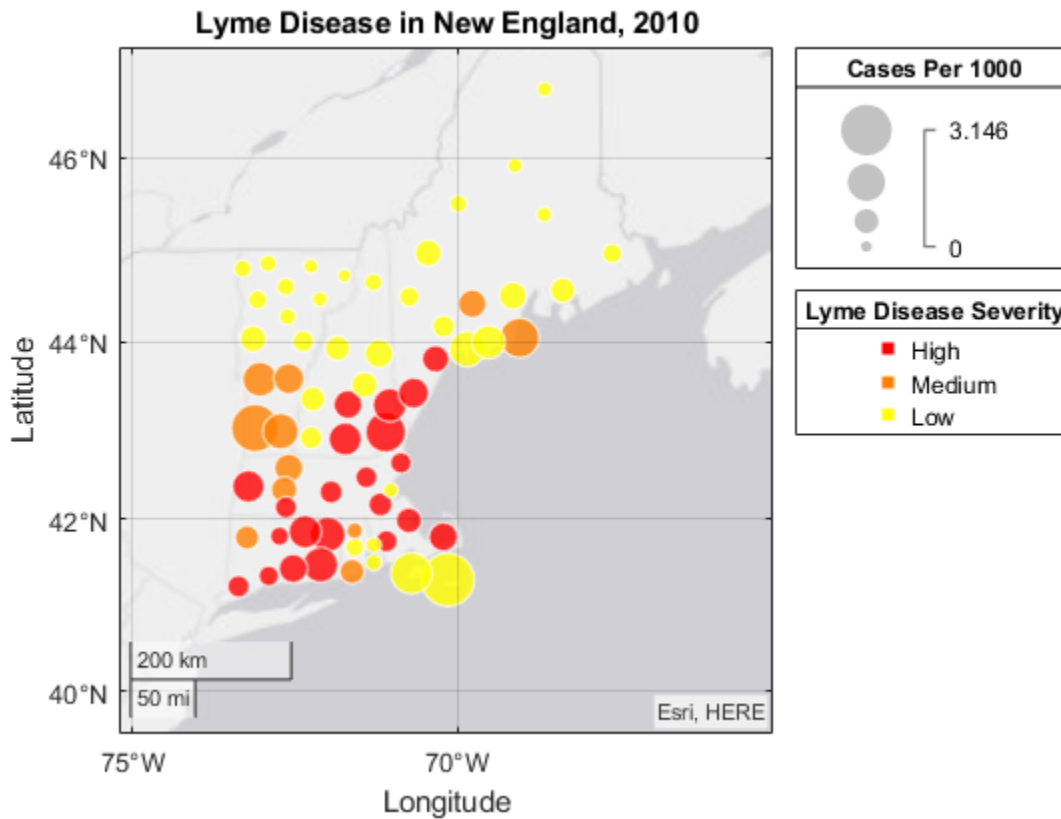 Lyme Disease in New England, 2010
46°N
44°N
42°N
40°N
Latitude
200 km
50 mi
Esri, HERE
75°W
70°W
Longitude
Cases Per 1000
3.146
0
Lyme Disease Severity
High
Medium
Low